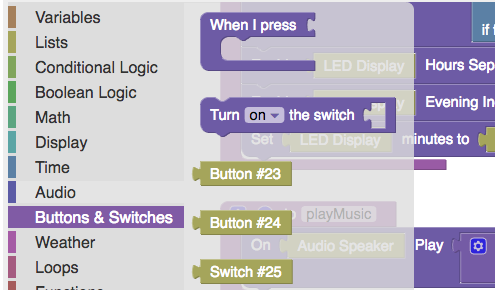 Variables
Lists
Conditional Logic
Boolean Logic
Math
Display
Time
Audio
Buttons & Switches
Weather
Loops
Functions
When I press
Turn on the switch
Button #23
Button #24
Switch #25
if t
LED Display Hours Sep
Evening In
Set LED Display minutes to
playMusic
On Audio Speaker Play